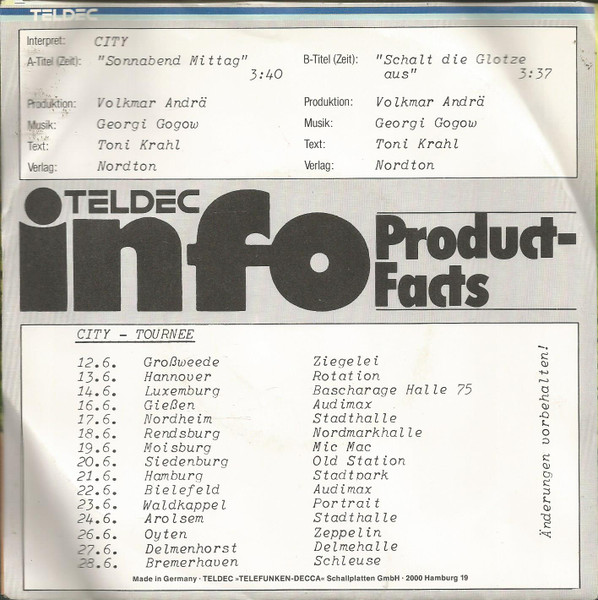 TELDEC
Interpret: CITY
A-Titel (Zeit): "Sonnabend Mittag"
3:40
Produktion: Volkmar Andrä
Musik: Georgi Gogow
Text: Toni Krahl
Verlag: Nordton
B-Titel (Zeit): "Schalt die Glotze
aus" 3:37
Produktion: Volkmar Andrä
Musik: Georgi Gogow
Text: Toni Krahl
Verlag: Nordton
TELDEC
info
Product-
Facts
CITY - TOURNEE
12.6. Großweede Ziegelei
13.6. Hannover Rotation
14.6. Luxemburg Bascharage Halle 75
16.6. Gießen Audimax
17.6. Nordheim Stadthalle
18.6. Rendsburg Nordmarkhalle
19.6. Moisburg Mic Mac
20.6. Siedenburg Old Station
21.6. Hamburg Stadtpark
22.6. Bielefeld Audimax
23.6. Waldkappel Portrait
24.6. Arolsem Stadthalle
26.6. Oyten Zeppelin
27.6. Delmenhorst Delmehalle
28.6. Bremerhaven Schleuse
Änderungen vorbehalten!
Made in Germany · TELDEC »TELEFUNKEN-DECCA« Schallplatten GmbH · 2000 Hamburg 19